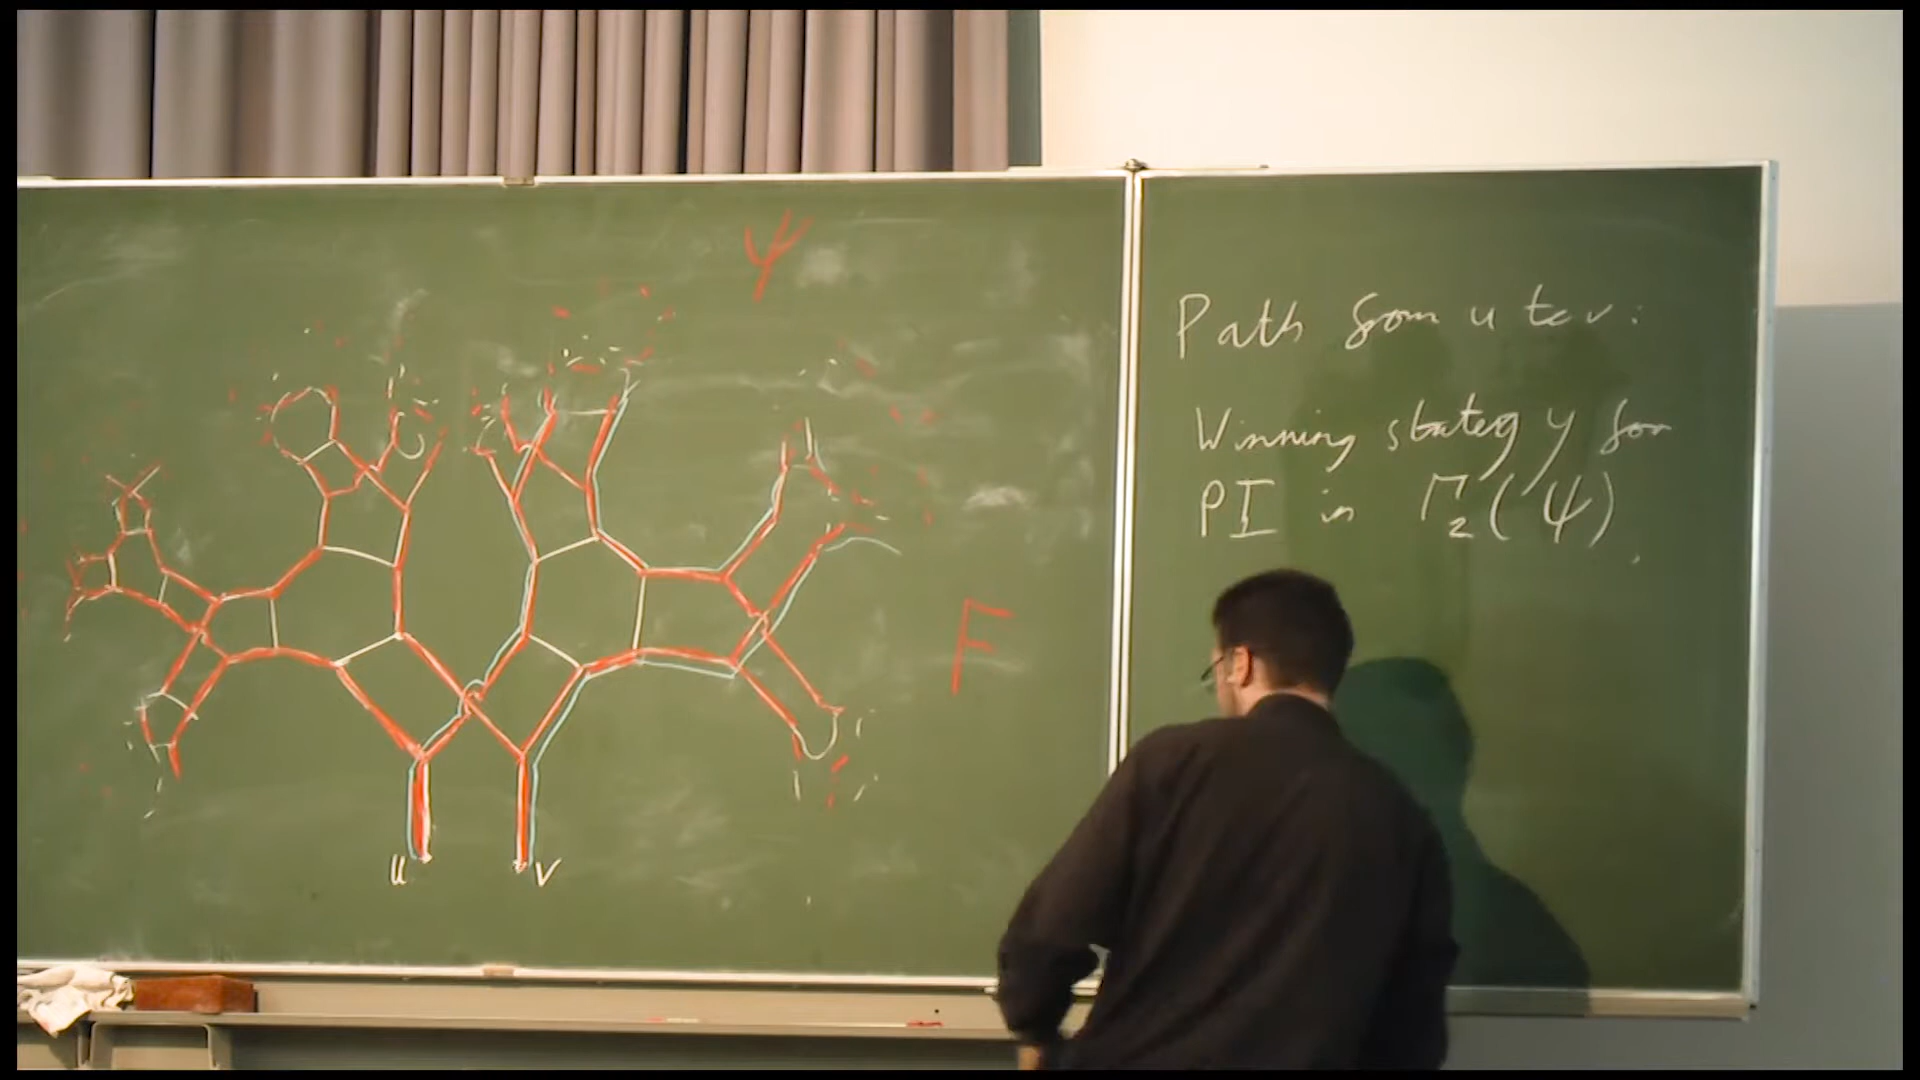 Ψ
F
u v
Path from u to v:
Winning strategy for
PI in Γ₂(Ψ).